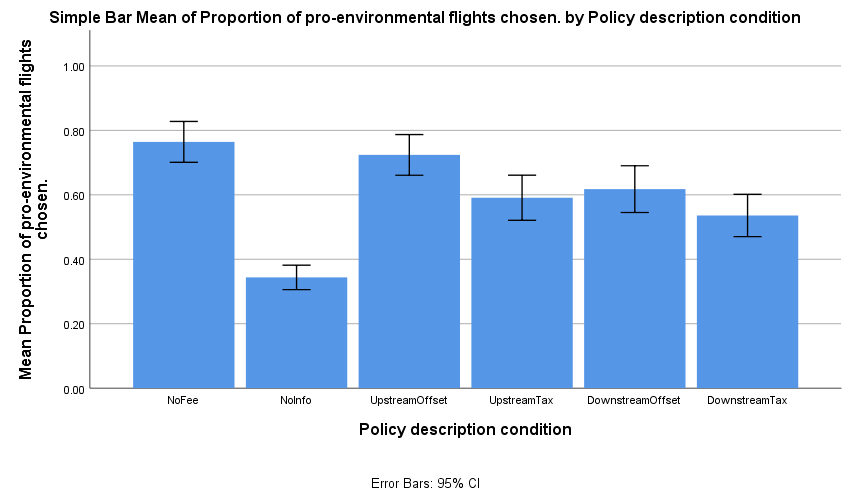 Simple Bar Mean of Proportion of pro-environmental flights chosen. by Policy description condition
Mean Proportion of pro-environmental flights
chosen.
1.00
0.80
0.60
0.40
0.20
0.00
NoFee
NoInfo
UpstreamOffset
UpstreamTax
DownstreamOffset
DownstreamTax
Policy description condition
Error Bars: 95% CI